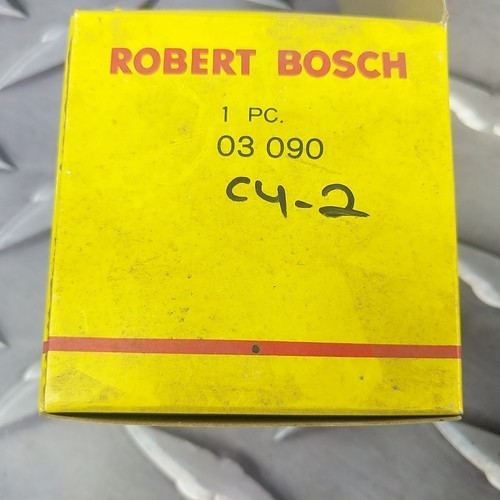 ROBERT BOSCH
1 PC.
03 090
C4-2